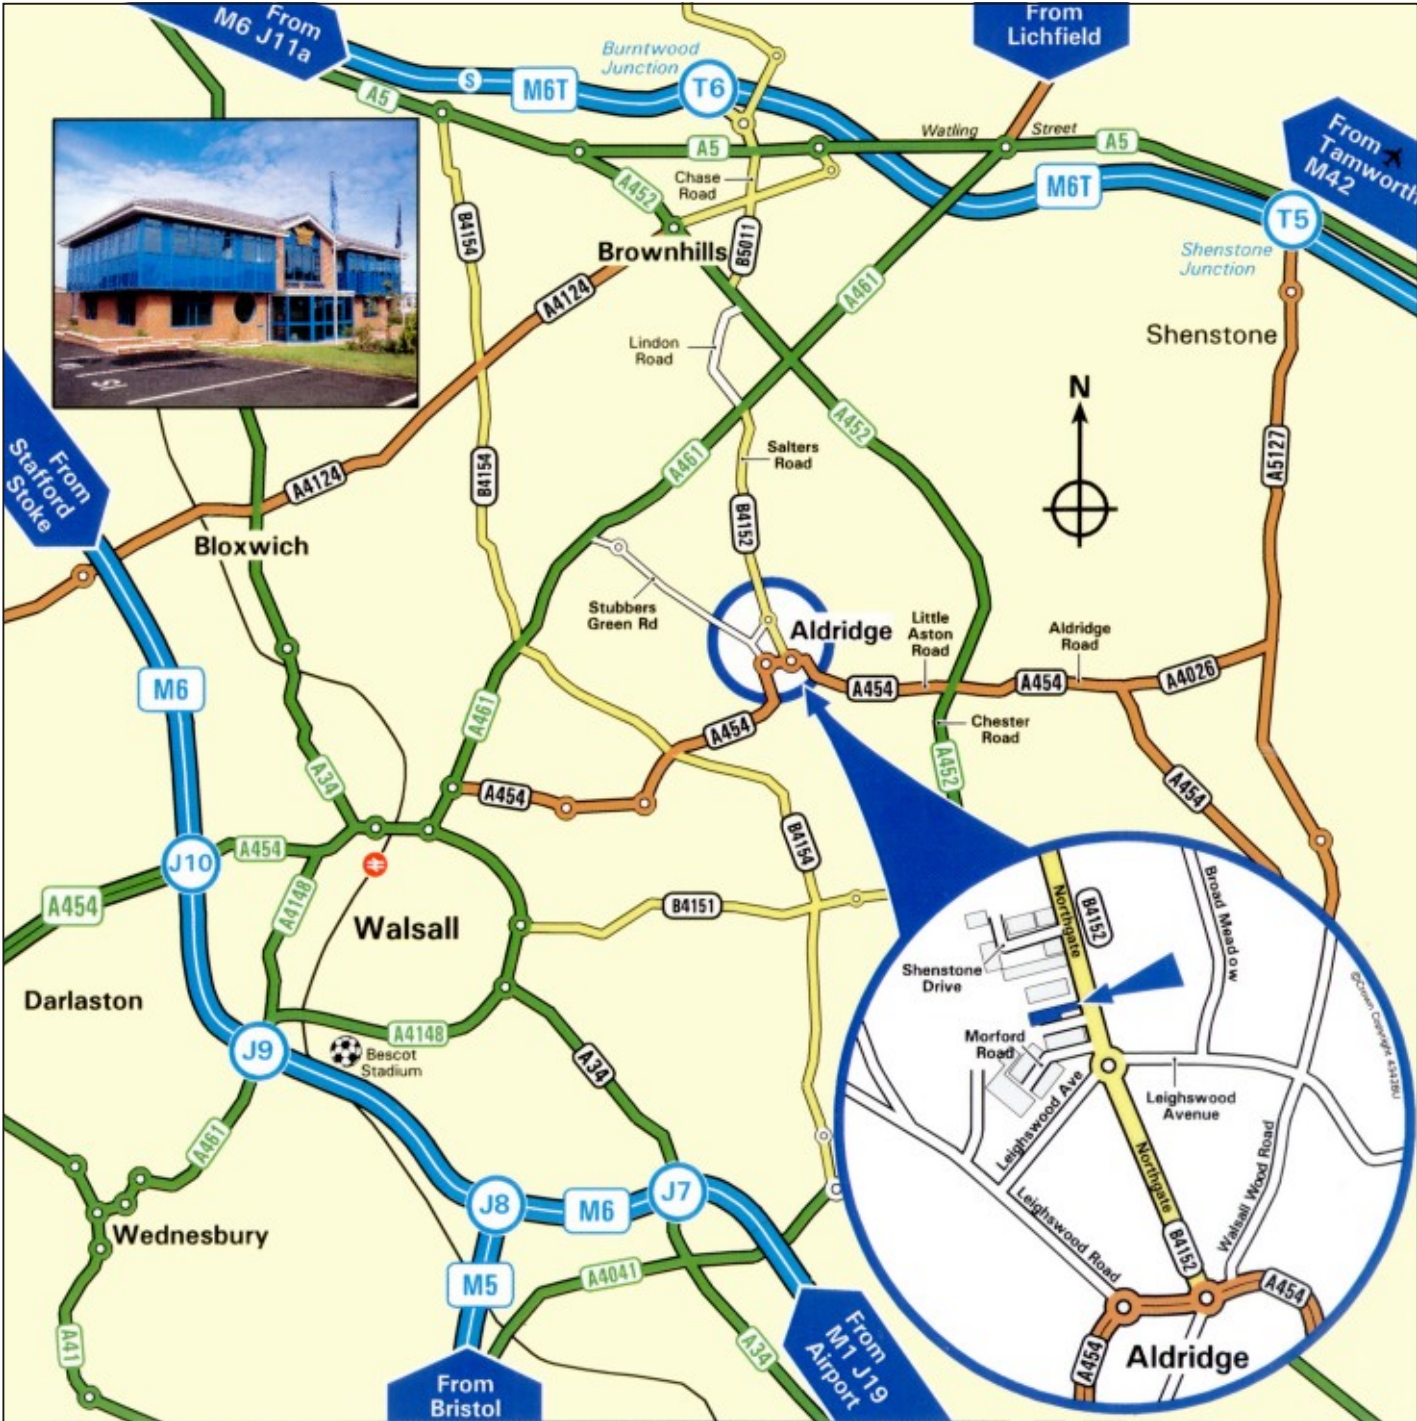 From
M6 J11a
From
Lichfield
Burntwood
Junction
S
M6T
T6
A5
Watling
Street
A5
A5
From
Tamworth
M42
A452
Chase
Road
M6T
T5
B4154
Brownhills
B5011
Shenstone
Junction
A4124
A461
Lindon
Road
Shenstone
N
From
Stafford
Stoke
A452
A4124
B4154
A461
Salters
Road
A5127
B4152
Bloxwich
Stubbers
Green Rd
Aldridge
Little
Aston
Road
Aldridge
Road
M6
A454
A454
A4026
A461
A454
Chester
Road
A34
A454
A452
A454
J10
A454
B4154
A454
A4148
B4151
Walsall
Darlaston
A4148
J9
Bescot
Stadium
A34
A461
J8
M6
J7
Wednesbury
M5
A4041
A41
A34
From
Bristol
From
M1 J19
Airport
Northgate
B4152
Broad Meadow
Shenstone
Drive
Morford
Road
Leighswood
Avenue
Leighswood Ave
Northgate
Leighswood Road
B4152
Walsall Wood Road
A454
A454
Aldridge
©Crown Copyright 43428U